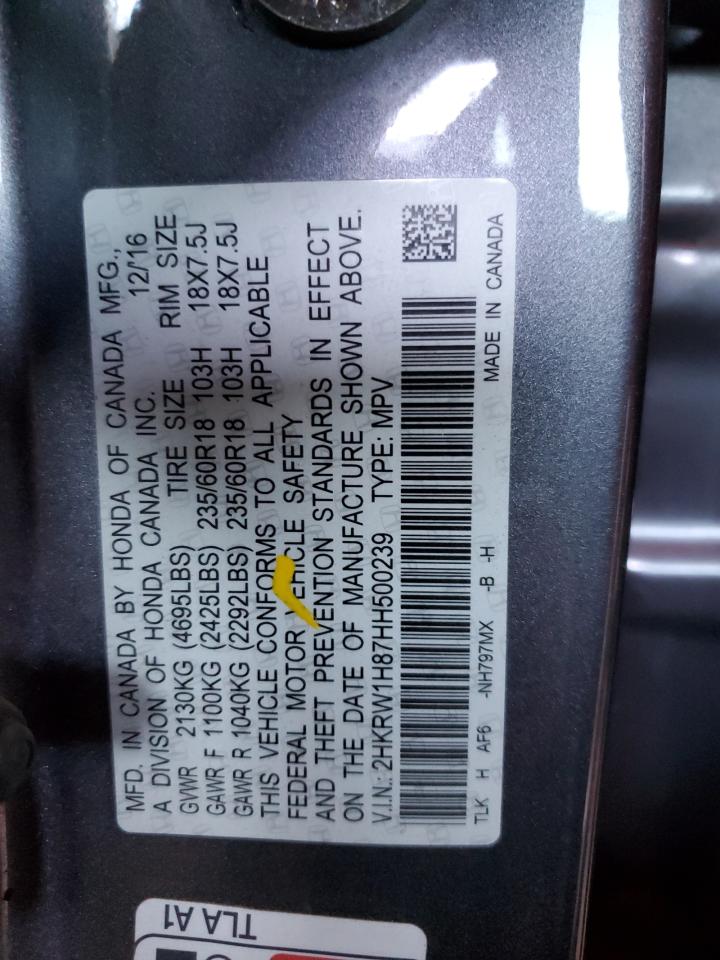 MFD. IN CANADA BY HONDA OF CANADA MFG.,
A DIVISION OF HONDA CANADA INC. 12/'16
GVWR 2130KG (4695LBS) TIRE SIZE RIM SIZE
GAWR F 1100KG (2425LBS) 235/60R18 103H 18X7.5J
GAWR R 1040KG (2292LBS) 235/60R18 103H 18X7.5J
THIS VEHICLE CONFORMS TO ALL APPLICABLE
FEDERAL MOTOR VEHICLE SAFETY
AND THEFT PREVENTION STANDARDS IN EFFECT
ON THE DATE OF MANUFACTURE SHOWN ABOVE.
V.I.N.: 2HKRW1H87HH500239 TYPE: MPV
TLK H AF6 -NH797MX -B -H MADE IN CANADA
TLA A1